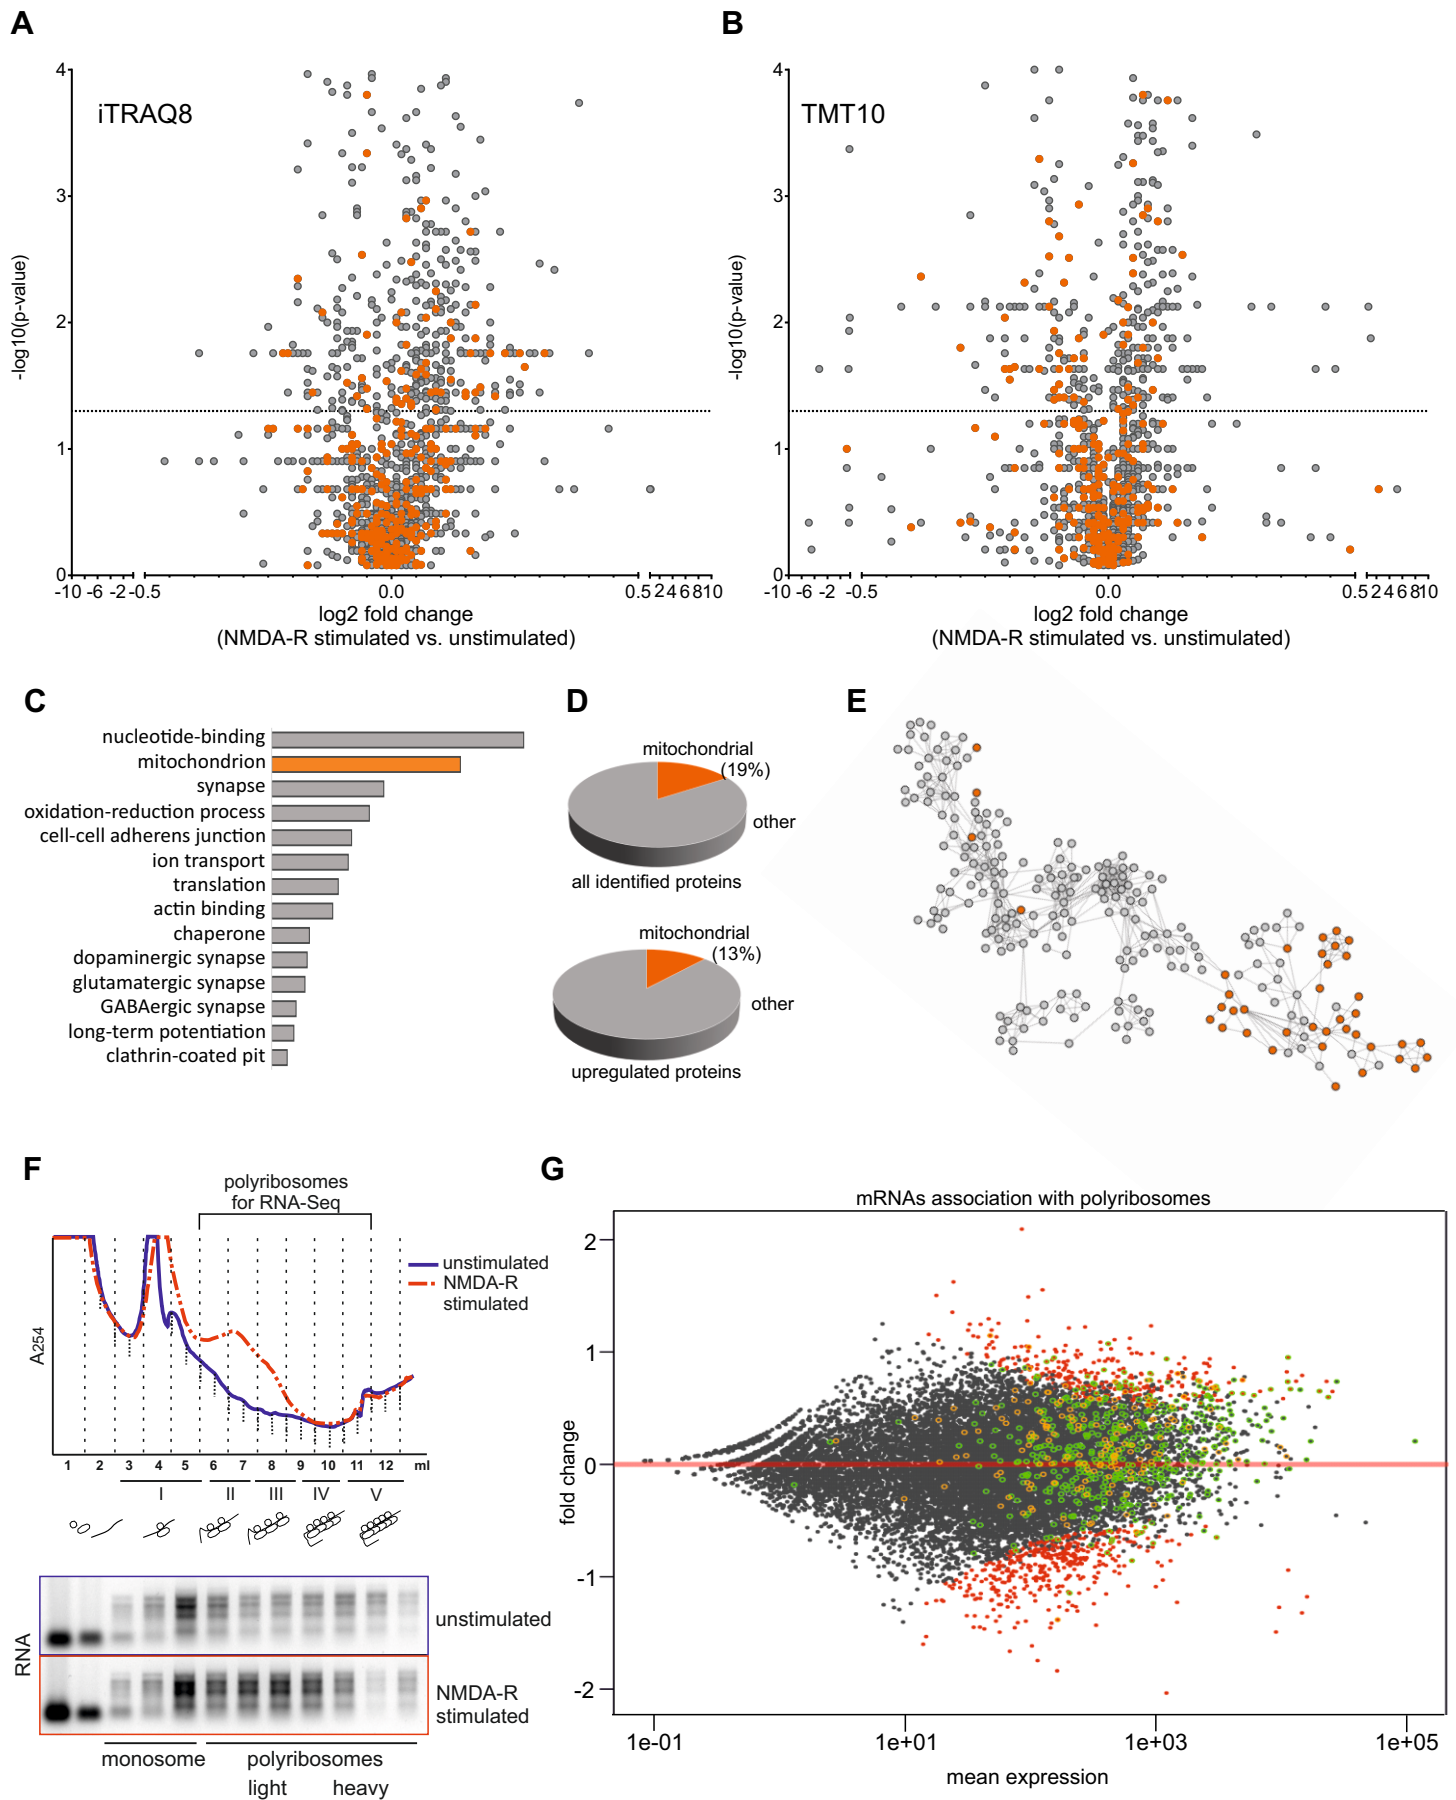 A
iTRAQ8
4
3
2
1
0
-log10(p-value)
-10 -6 -2 -0.5 0.0 0.5 2 4 6 8 10
log2 fold change
(NMDA-R stimulated vs. unstimulated)
B
TMT10
4
3
2
1
0
-log10(p-value)
-10 -6 -2 -0.5 0.0 0.5 2 4 6 8 10
log2 fold change
(NMDA-R stimulated vs. unstimulated)
C
nucleotide-binding
mitochondrion
synapse
oxidation-reduction process
cell-cell adherens junction
ion transport
translation
actin binding
chaperone
dopaminergic synapse
glutamatergic synapse
GABAergic synapse
long-term potentiation
clathrin-coated pit
D
mitochondrial
(19%)
other
all identified proteins
mitochondrial
(13%)
other
upregulated proteins
E
F
polyribosomes
for RNA-Seq
unstimulated
NMDA-R
stimulated
A254
1 2 3 4 5 6 7 8 9 10 11 12 ml
I II III IV V
RNA
unstimulated
NMDA-R
stimulated
monosome polyribosomes
light heavy
G
mRNAs association with polyribosomes
2
1
0
-1
-2
fold change
1e-01 1e+01 1e+03 1e+05
mean expression